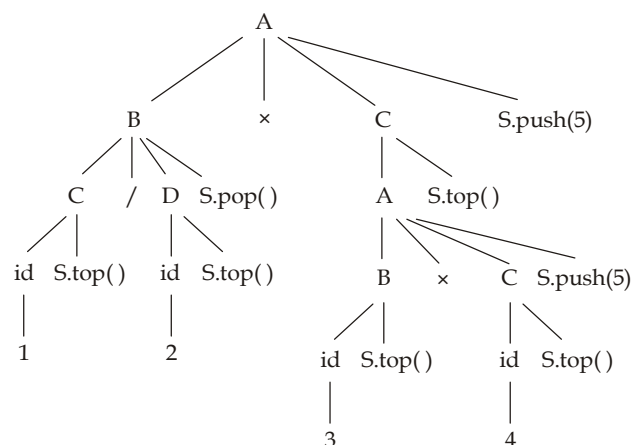 A
B × C S.push(5)
C / D S.pop( ) A S.top( )
id S.top( ) id S.top( ) B × C S.push(5)
1 2 id S.top( ) id S.top( )
3 4